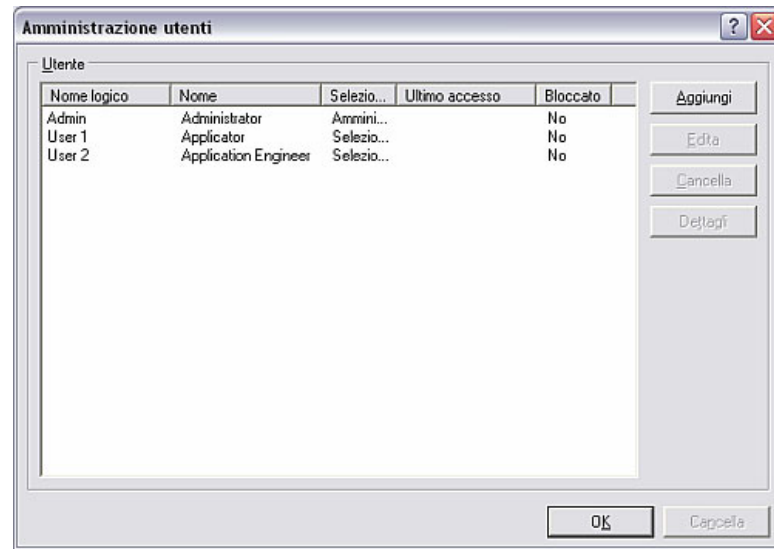 Amministrazione utenti
Utente
Nome logico Nome Selezio... Ultimo accesso Bloccato Aggiungi
Admin Administrator Ammini... No
User 1 Applicator Selezio... No Edita
User 2 Application Engineer Selezio... No
Cancella
Dettagli
OK Cancella